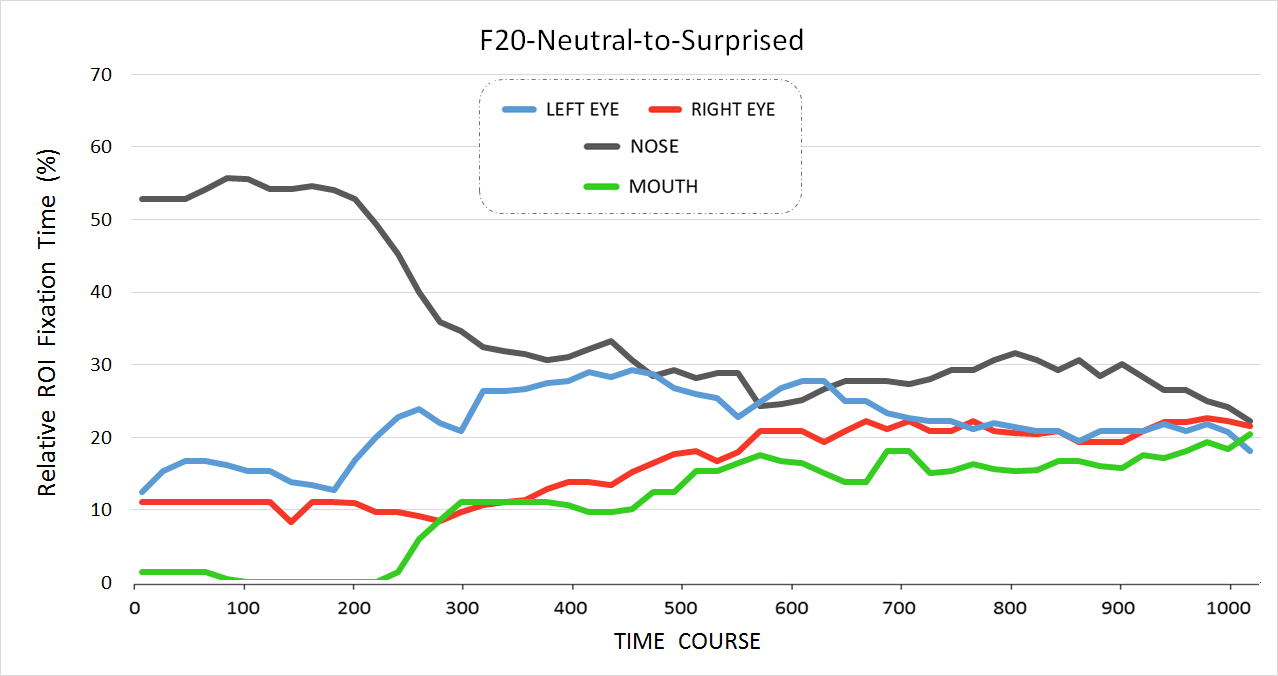 F20-Neutral-to-Surprised
LEFT EYE RIGHT EYE
NOSE
MOUTH
Relative ROI Fixation Time (%)
70
60
50
40
30
20
10
0
0 100 200 300 400 500 600 700 800 900 1000
TIME COURSE